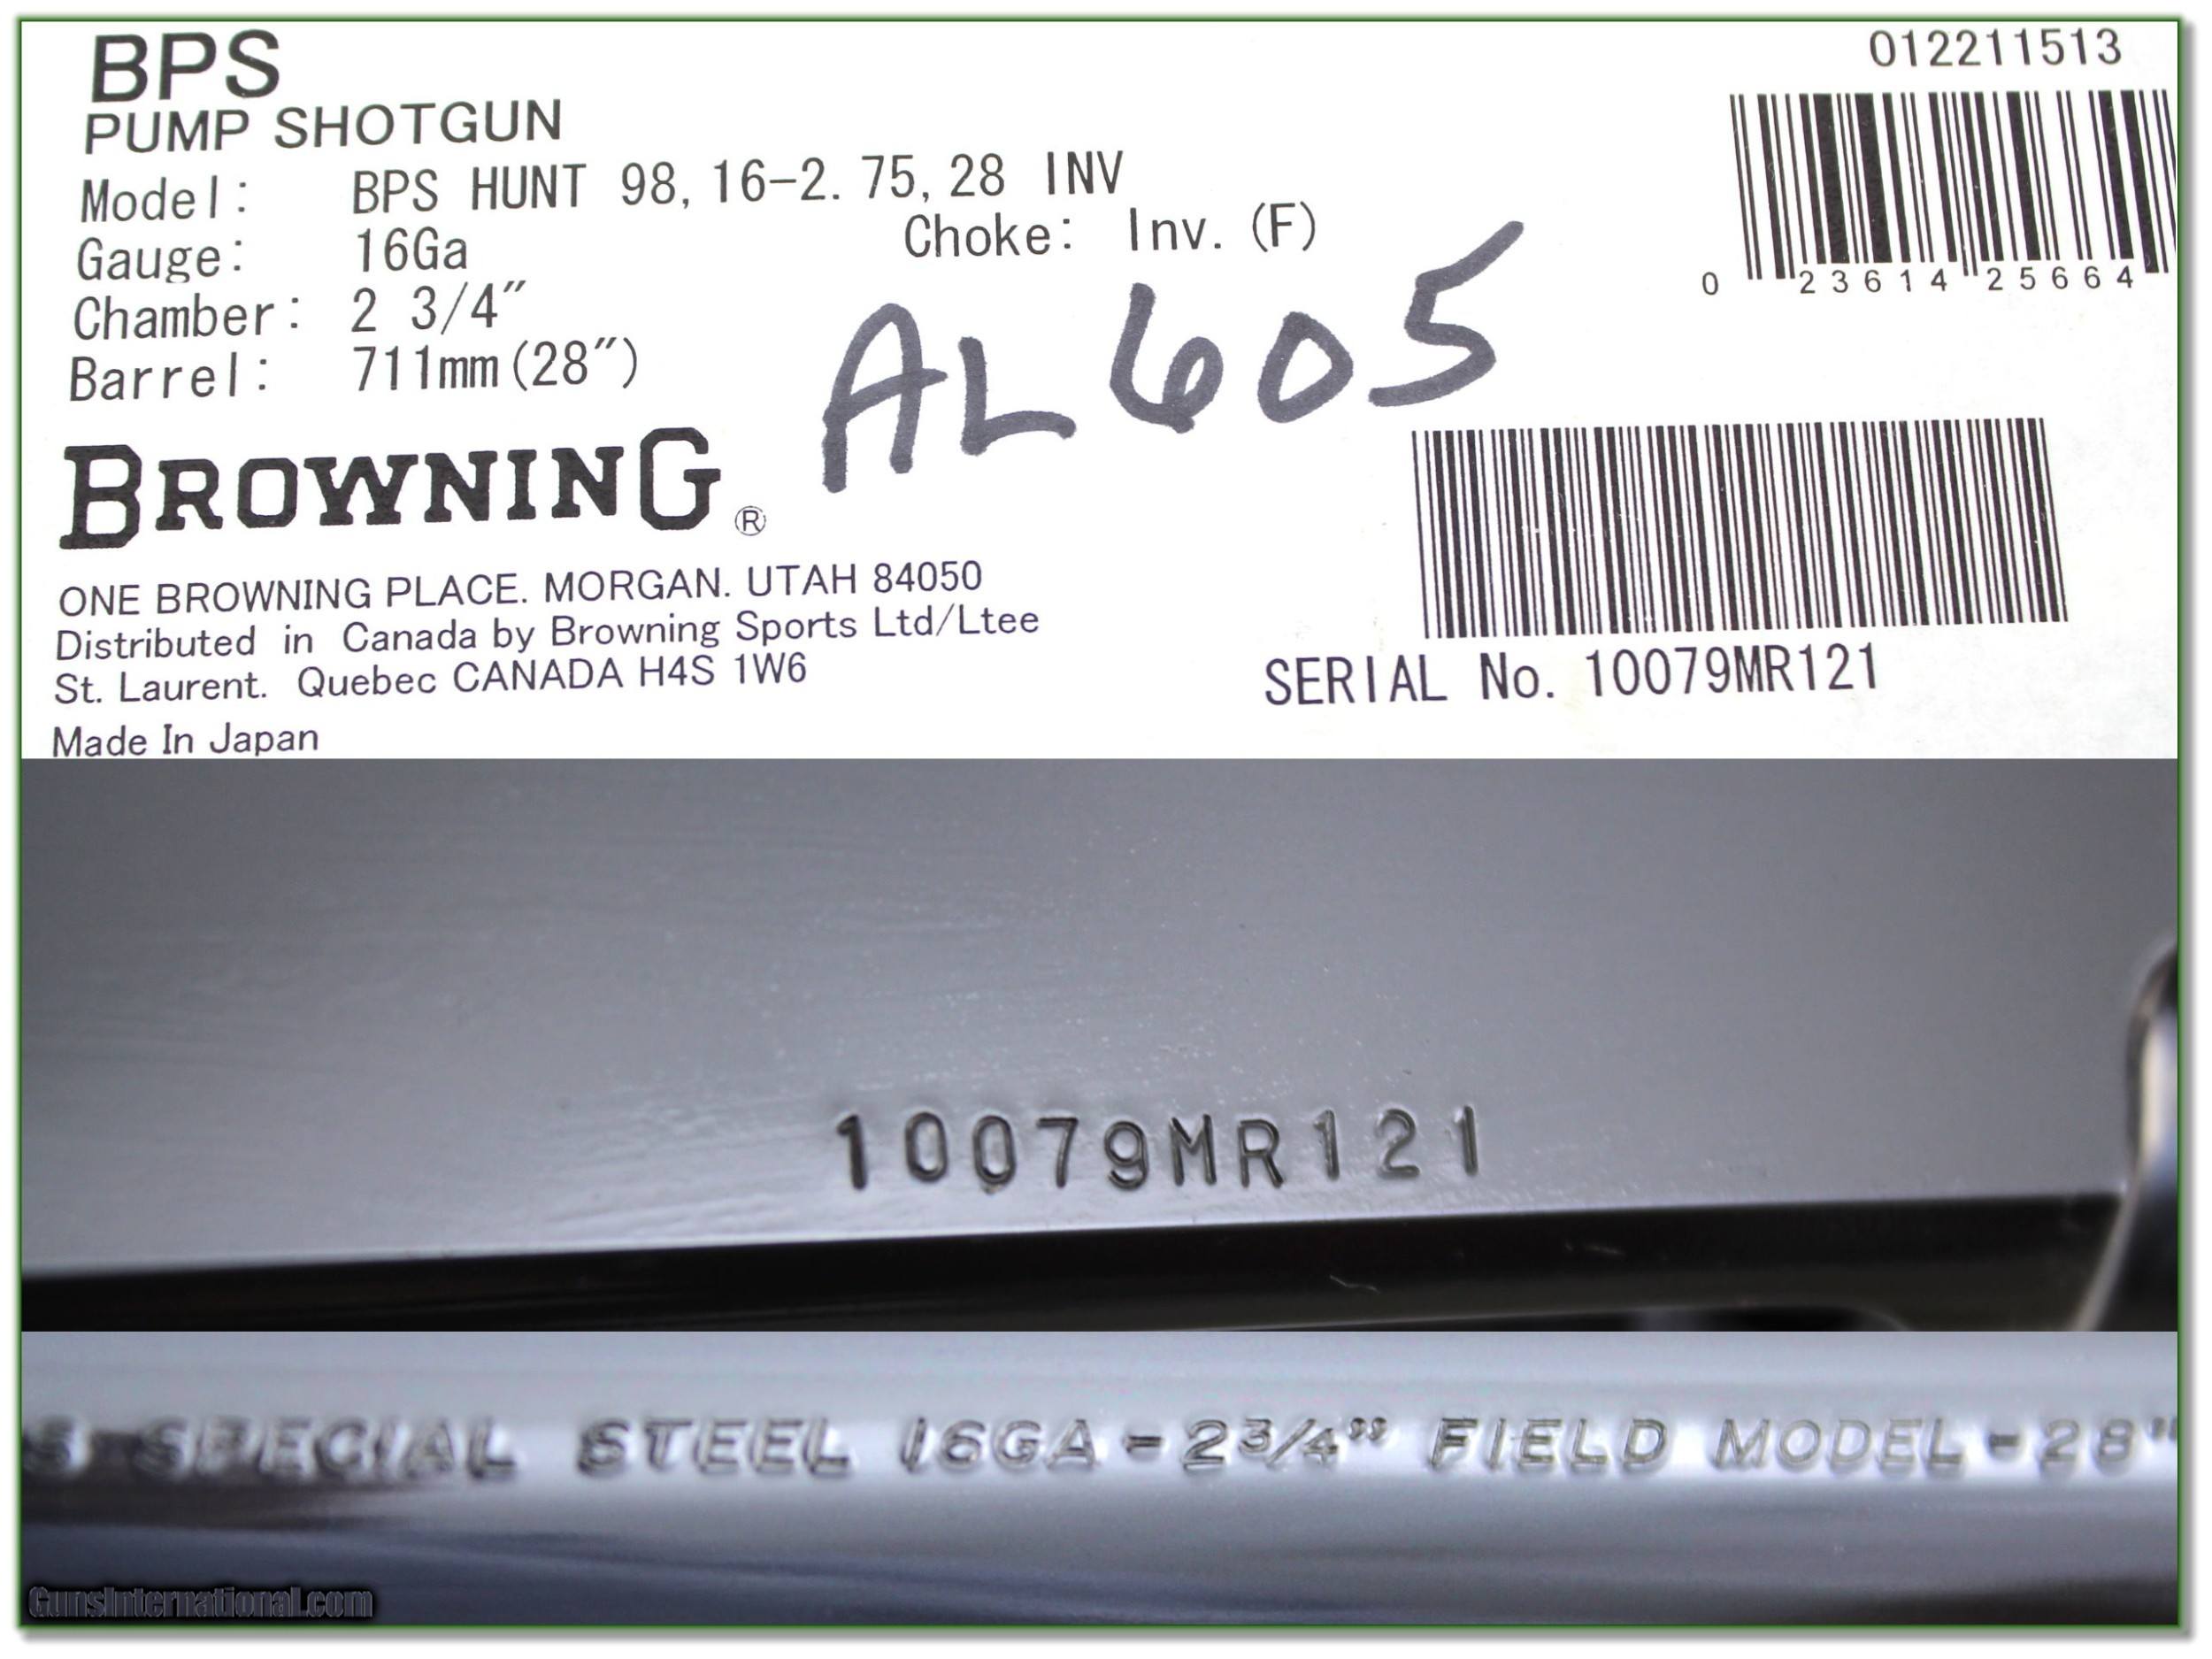 BPS
012211513
PUMP SHOTGUN
Model: BPS HUNT 98,16-2.75,28 INV
Gauge: 16Ga Choke: Inv.(F)
Chamber: 2 3/4"
0 23614 25664
Barrel: 711mm(28")
AL605
BROWNING®
ONE BROWNING PLACE. MORGAN. UTAH 84050
Distributed in Canada by Browning Sports Ltd/Ltee
St. Laurent. Quebec CANADA H4S 1W6
SERIAL No. 10079MR121
Made In Japan
10079MR121
S SPECIAL STEEL 16GA-2¾" FIELD MODEL-28"
GunsInternational.com